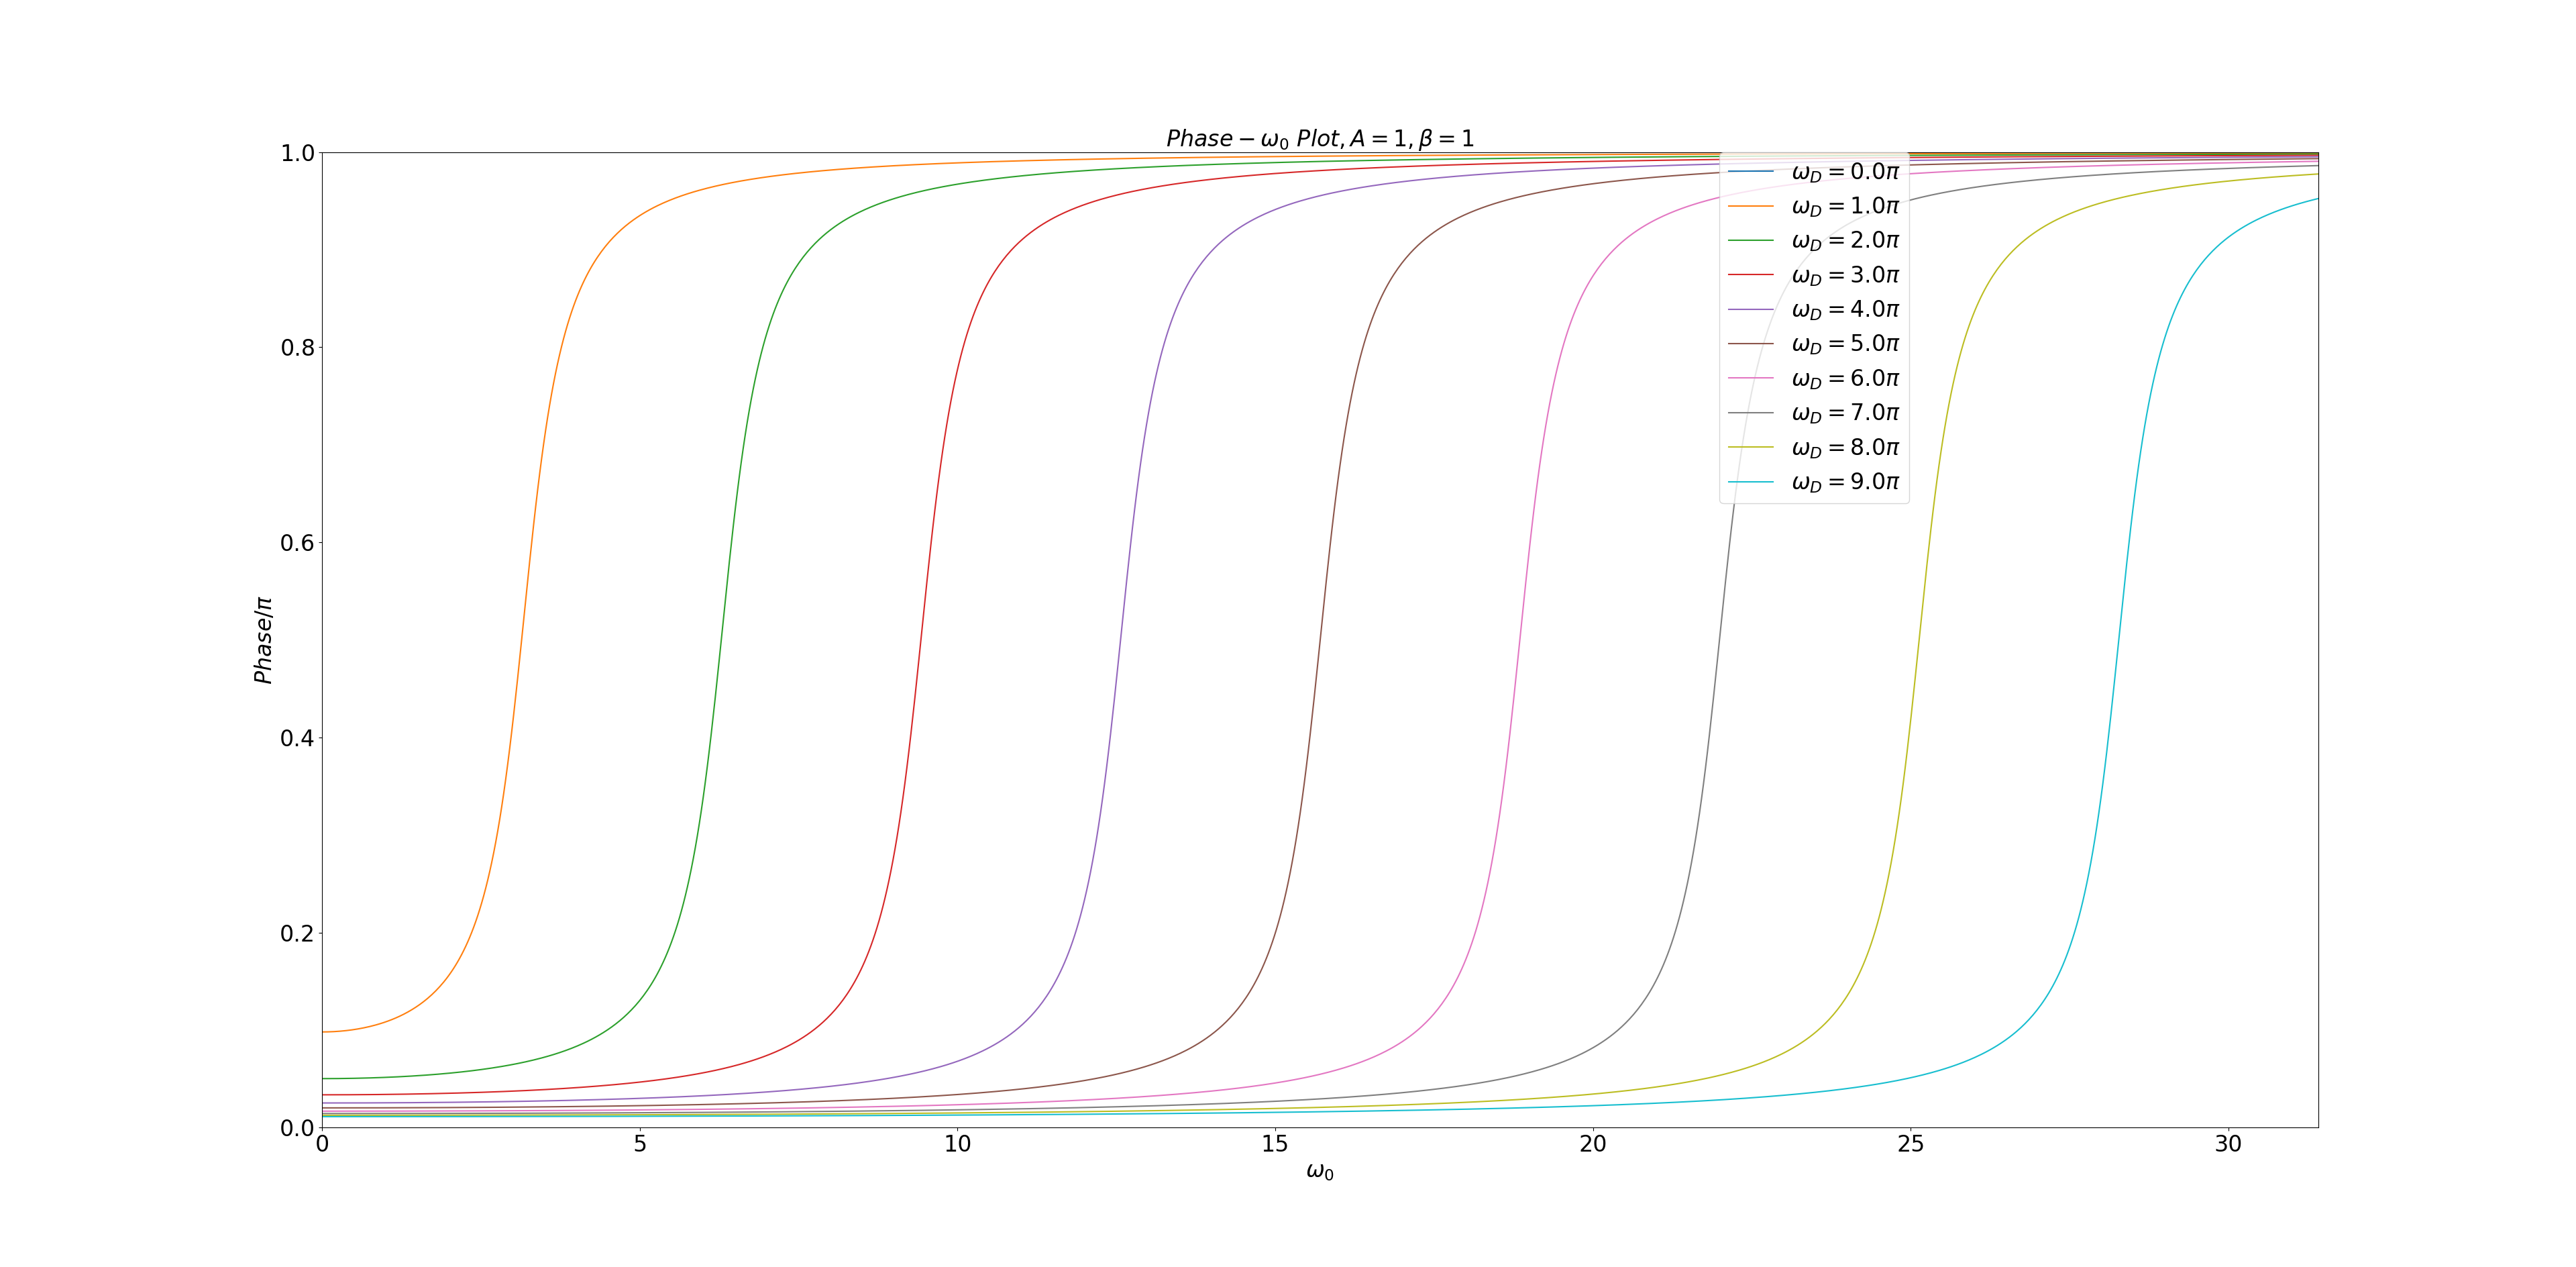 Phase − ω₀ Plot, A = 1, β = 1
1.0
0.8
0.6
0.4
0.2
0.0
Phase/π
0 5 10 15 20 25 30
ω₀
ω_D = 0.0π
ω_D = 1.0π
ω_D = 2.0π
ω_D = 3.0π
ω_D = 4.0π
ω_D = 5.0π
ω_D = 6.0π
ω_D = 7.0π
ω_D = 8.0π
ω_D = 9.0π